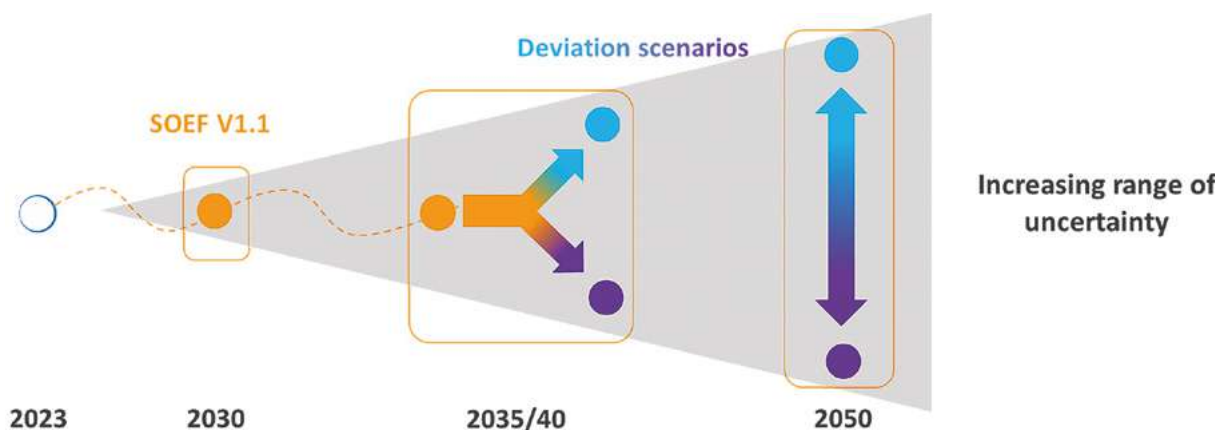 Deviation scenarios
SOEF V1.1
Increasing range of
uncertainty
2023
2030
2035/40
2050